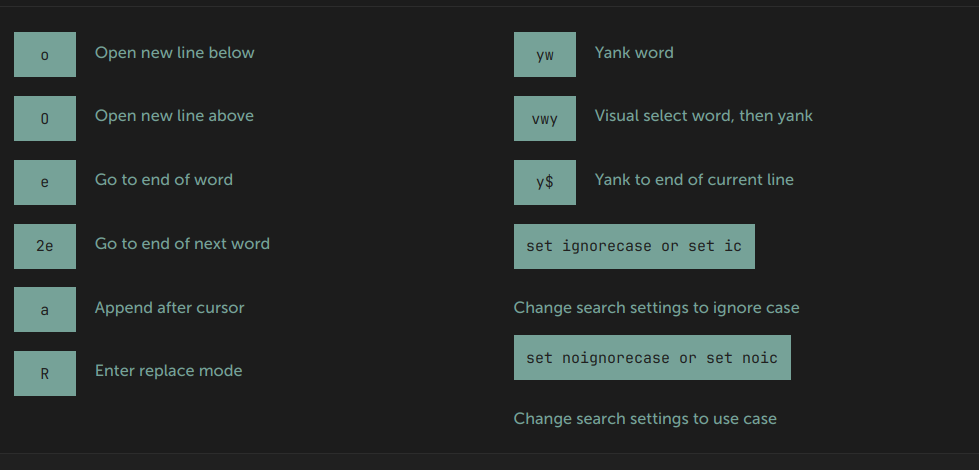 o Open new line below
O Open new line above
e Go to end of word
2e Go to end of next word
a Append after cursor
R Enter replace mode
yw Yank word
vwy Visual select word, then yank
y$ Yank to end of current line
set ignorecase or set ic
Change search settings to ignore case
set noignorecase or set noic
Change search settings to use case